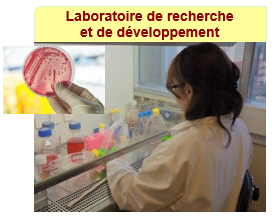 Laboratoire de recherche
et de développement